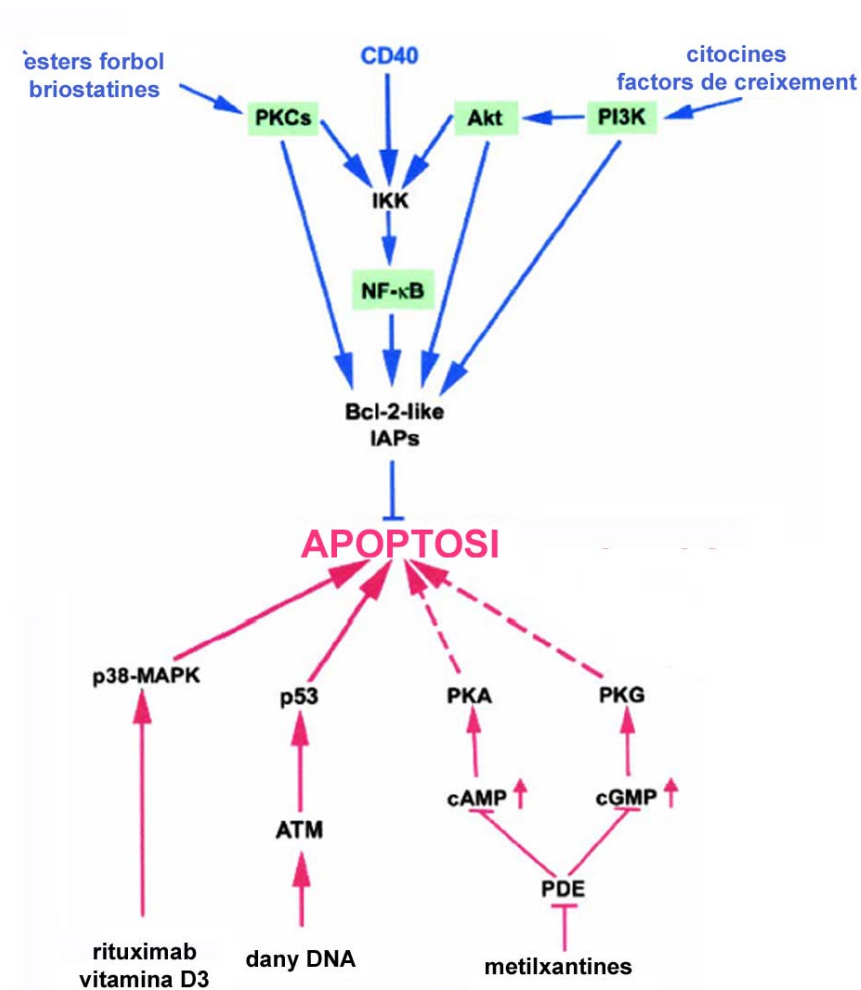 esters forbol
briostatines
CD40
citocines
factors de creixement
PKCs
Akt
PI3K
IKK
NF-κB
Bcl-2-like
IAPs
APOPTOSI
p38-MAPK
p53
PKA
PKG
cAMP
cGMP
ATM
PDE
rituximab
vitamina D3
dany DNA
metilxantines